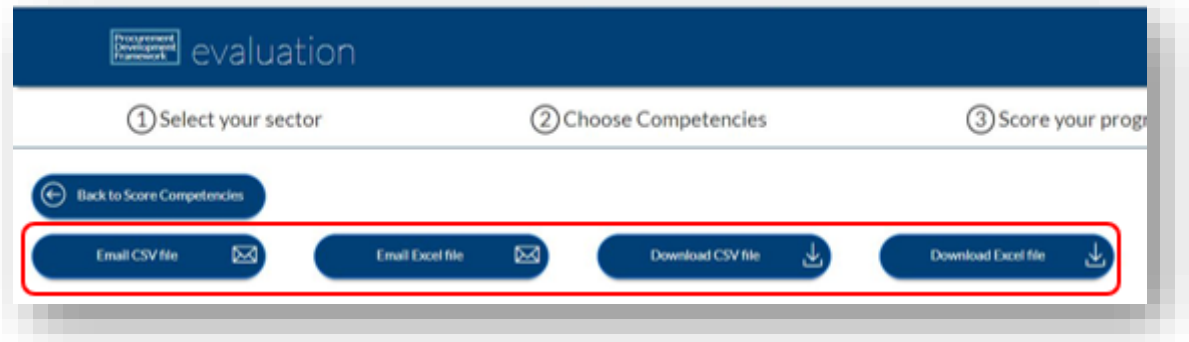 Procurement
Development
Framework
evaluation
1 Select your sector
2 Choose Competencies
3 Score your progr
Back to Score Competencies
Email CSV file
Email Excel file
Download CSV file
Download Excel file